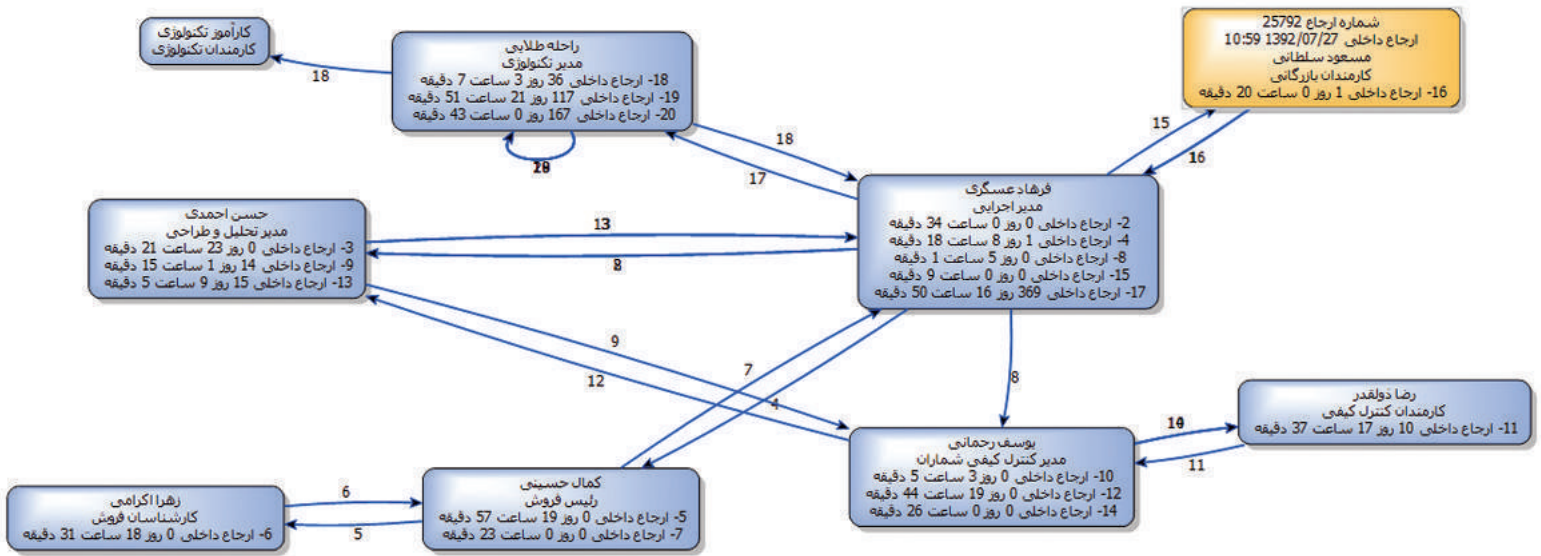 شماره ارجاع 25792
ارجاع داخلی 1392/07/27 10:59
مسعود سلطانی
کارمندان بازرگانی
16- ارجاع داخلی 1 روز 0 ساعت 20 دقیقه
کارآموز تکنولوژی
کارمندان تکنولوژی
راحله طلایی
مدیر تکنولوژی
18- ارجاع داخلی 36 روز 3 ساعت 7 دقیقه
19- ارجاع داخلی 117 روز 21 ساعت 51 دقیقه
20- ارجاع داخلی 167 روز 0 ساعت 43 دقیقه
18
15
18
17
فرهاد عسگری
مدیر اجرایی
2- ارجاع داخلی 0 روز 0 ساعت 34 دقیقه
4- ارجاع داخلی 1 روز 8 ساعت 18 دقیقه
8- ارجاع داخلی 0 روز 5 ساعت 1 دقیقه
15- ارجاع داخلی 0 روز 0 ساعت 9 دقیقه
17- ارجاع داخلی 369 روز 16 ساعت 50 دقیقه
حسن احمدی
مدیر تحلیل و طراحی
3- ارجاع داخلی 0 روز 23 ساعت 21 دقیقه
9- ارجاع داخلی 14 روز 1 ساعت 15 دقیقه
13- ارجاع داخلی 15 روز 9 ساعت 5 دقیقه
9
12
7
4
8
رضا ذولقدر
کارمندان کنترل کیفی
11- ارجاع داخلی 10 روز 17 ساعت 37 دقیقه
11
یوسف رحمانی
مدیر کنترل کیفی شماران
10- ارجاع داخلی 0 روز 3 ساعت 5 دقیقه
12- ارجاع داخلی 0 روز 19 ساعت 44 دقیقه
14- ارجاع داخلی 0 روز 0 ساعت 26 دقیقه
کمال حسینی
رئیس فروش
5- ارجاع داخلی 0 روز 19 ساعت 57 دقیقه
7- ارجاع داخلی 0 روز 0 ساعت 23 دقیقه
6
5
زهرا اکرامی
کارشناسان فروش
6- ارجاع داخلی 0 روز 18 ساعت 31 دقیقه